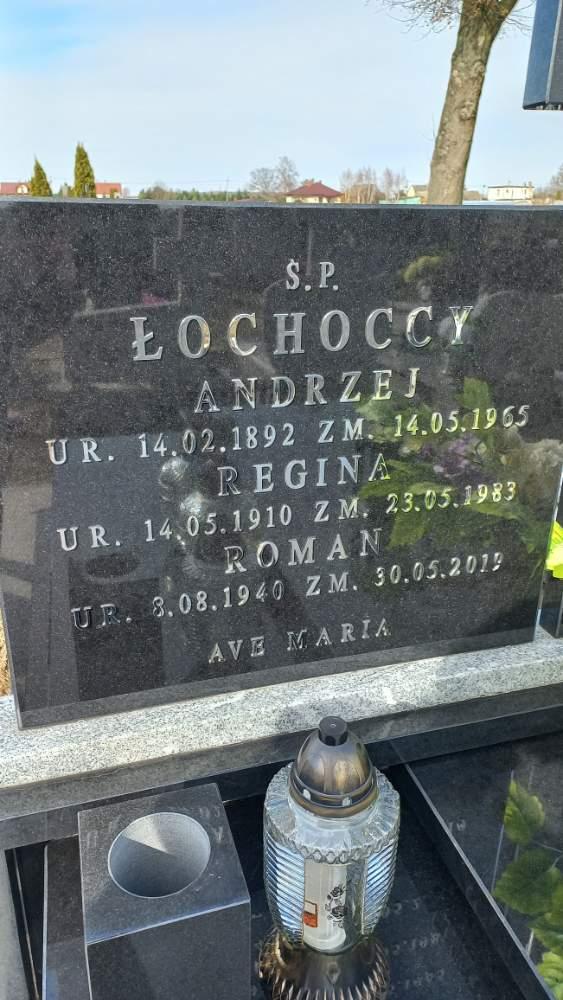 Ś.P.
ŁOCHOCCY
ANDRZEJ
UR. 14.02.1892 ZM. 14.05.1965
REGINA
UR. 14.05.1910 ZM. 23.05.1983
ROMAN
UR. 8.08.1940 ZM. 30.05.2019
AVE MARIA